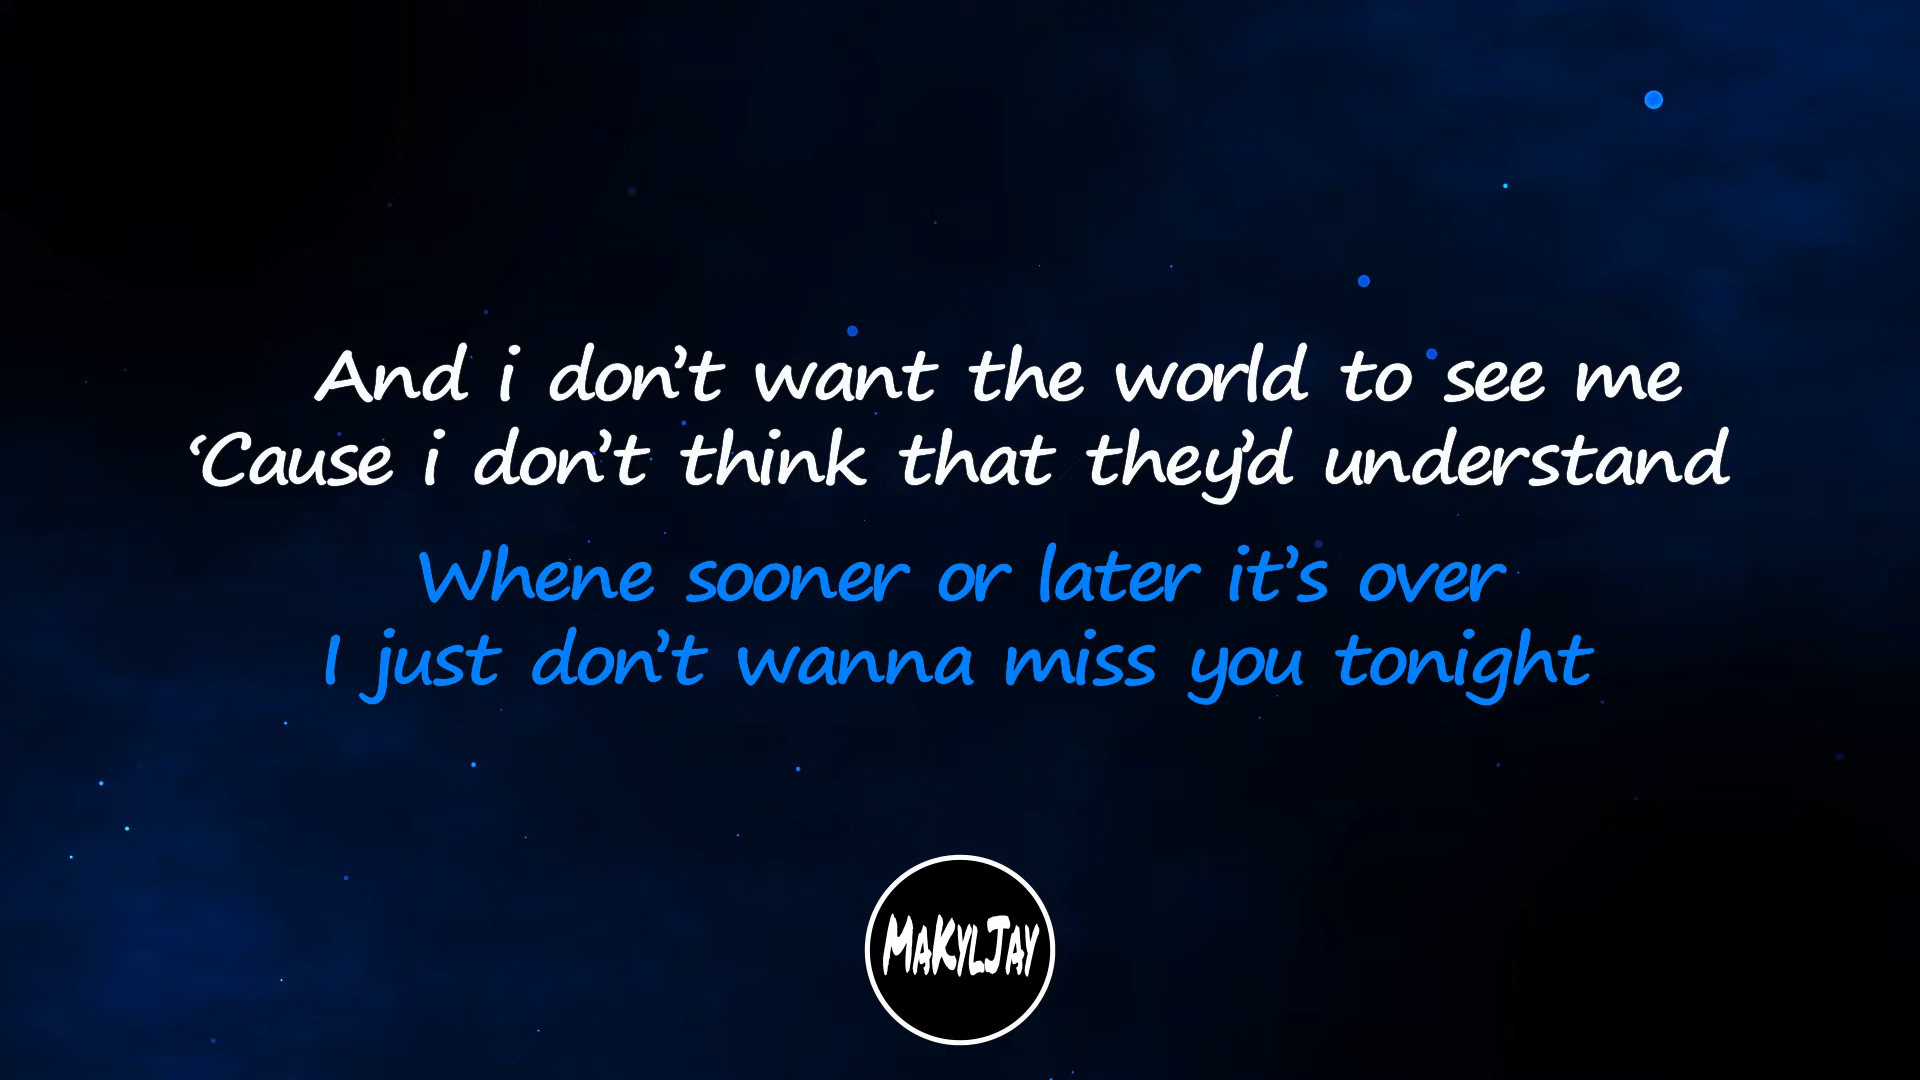 And i don’t want the world to see me
‘Cause i don’t think that they’d understand
Whene sooner or later it’s over
I just don’t wanna miss you tonight
MAKYLJAY